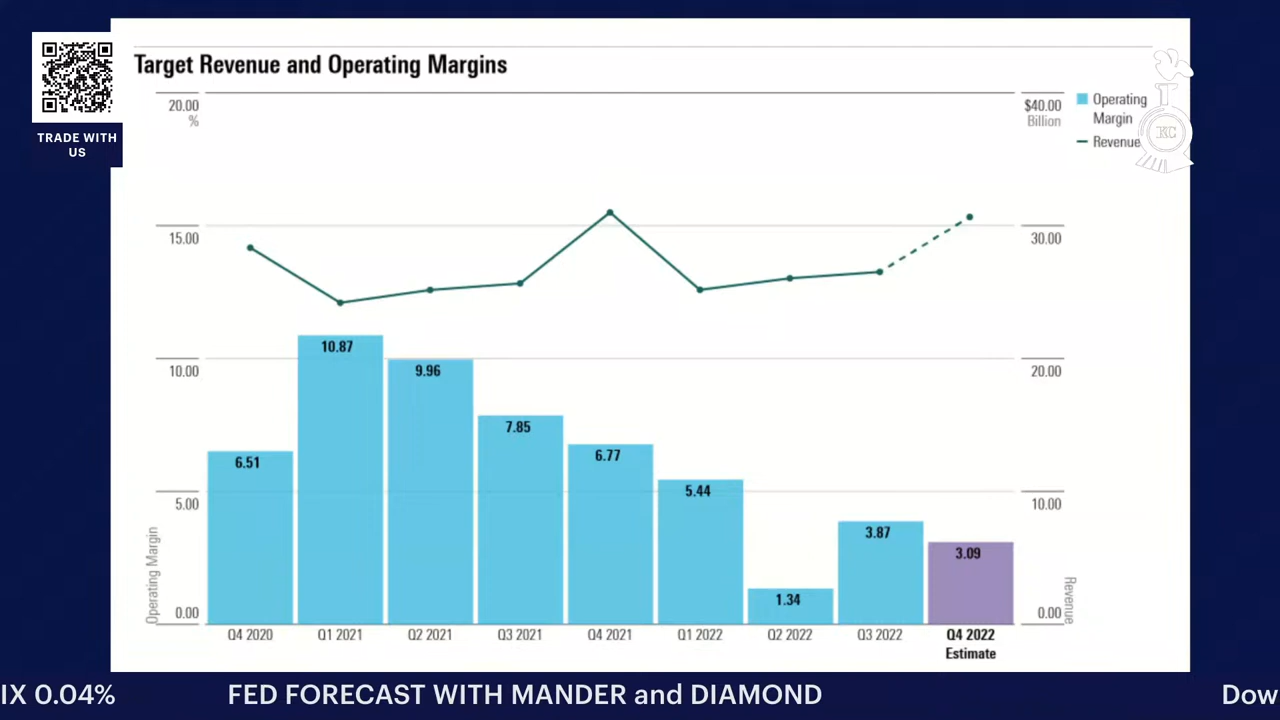 TRADE WITH
US
Target Revenue and Operating Margins
20.00
%
$40.00
Billion
Operating
Margin
Revenue
KC
15.00
30.00
10.00
20.00
5.00
10.00
0.00
0.00
Operating Margin
Revenue
6.51
10.87
9.96
7.85
6.77
5.44
1.34
3.87
3.09
Q4 2020
Q1 2021
Q2 2021
Q3 2021
Q4 2021
Q1 2022
Q2 2022
Q3 2022
Q4 2022
Estimate
IX 0.04%
FED FORECAST WITH MANDER and DIAMOND
Dow